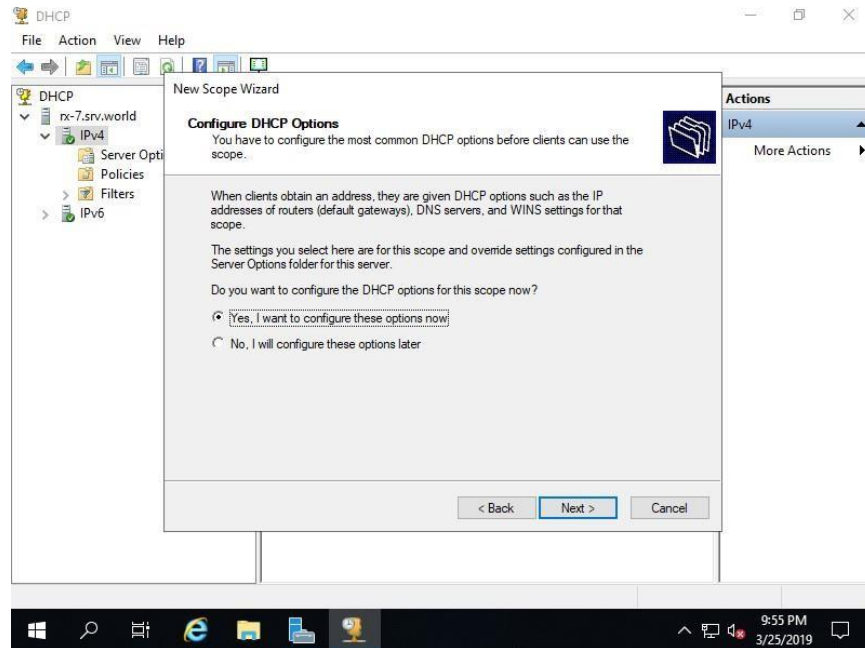 DHCP
File Action View Help
DHCP
rx-7.srv.world
IPv4
Server Opti
Policies
Filters
IPv6
New Scope Wizard
Configure DHCP Options
You have to configure the most common DHCP options before clients can use the
scope.
When clients obtain an address, they are given DHCP options such as the IP
addresses of routers (default gateways), DNS servers, and WINS settings for that
scope.
The settings you select here are for this scope and override settings configured in the
Server Options folder for this server.
Do you want to configure the DHCP options for this scope now?
Yes, I want to configure these options now
No, I will configure these options later
< Back Next > Cancel
Actions
IPv4
More Actions
9:55 PM
3/25/2019